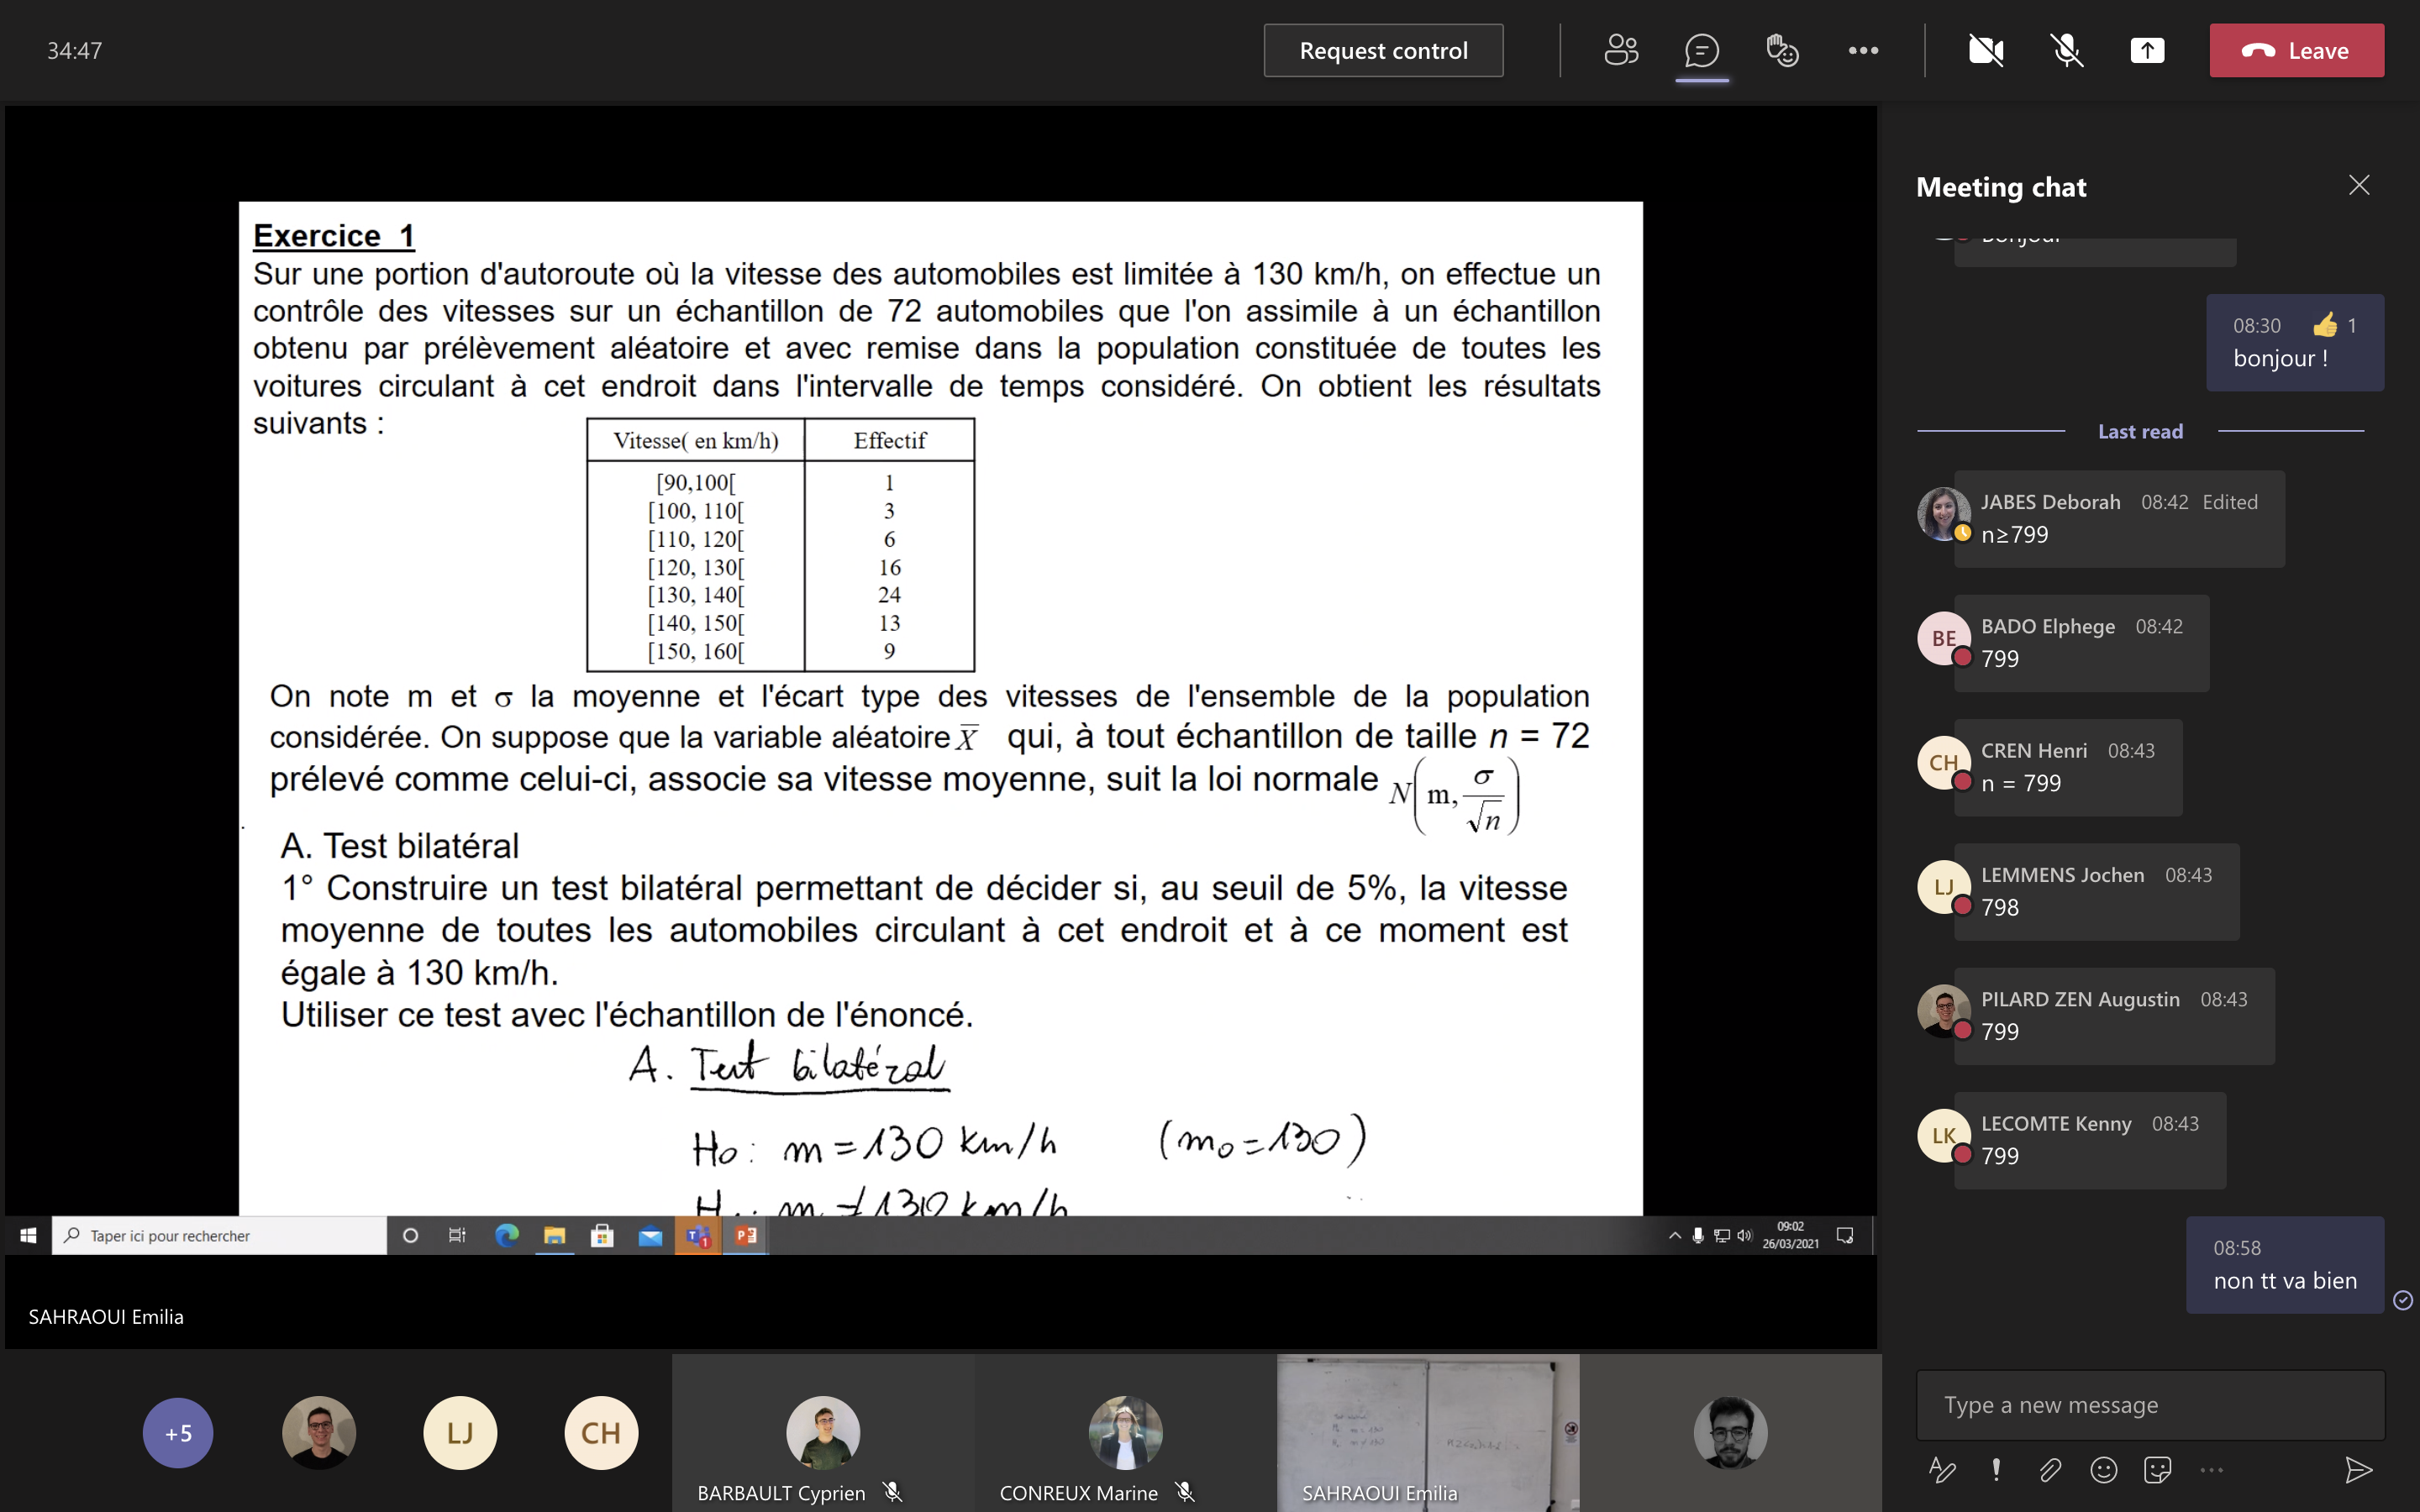 34:47
Request control
Leave
Exercice 1
Sur une portion d'autoroute où la vitesse des automobiles est limitée à 130 km/h, on effectue un
contrôle des vitesses sur un échantillon de 72 automobiles que l'on assimile à un échantillon
obtenu par prélèvement aléatoire et avec remise dans la population constituée de toutes les
voitures circulant à cet endroit dans l'intervalle de temps considéré. On obtient les résultats
suivants :
Vitesse( en km/h) Effectif
[90,100[ 1
[100, 110[ 3
[110, 120[ 6
[120, 130[ 16
[130, 140[ 24
[140, 150[ 13
[150, 160[ 9
On note m et σ la moyenne et l'écart type des vitesses de l'ensemble de la population
considérée. On suppose que la variable aléatoire X̅ qui, à tout échantillon de taille n = 72
prélevé comme celui-ci, associe sa vitesse moyenne, suit la loi normale N(m, σ/√n)
A. Test bilatéral
1° Construire un test bilatéral permettant de décider si, au seuil de 5%, la vitesse
moyenne de toutes les automobiles circulant à cet endroit et à ce moment est
égale à 130 km/h.
Utiliser ce test avec l'échantillon de l'énoncé.
A. Test bilatéral
H0 : m = 130 km/h (m0 = 130)
m ≠ 130 km/h
Taper ici pour rechercher
09:02
26/03/2021
SAHRAOUI Emilia
+5
LJ
CH
BARBAULT Cyprien
CONREUX Marine
SAHRAOUI Emilia
Meeting chat
08:30 1
bonjour !
Last read
JABES Deborah 08:42 Edited
n≥799
BE
BADO Elphege 08:42
799
CH
CREN Henri 08:43
n = 799
LJ
LEMMENS Jochen 08:43
798
PILARD ZEN Augustin 08:43
799
LK
LECOMTE Kenny 08:43
799
08:58
non tt va bien
Type a new message